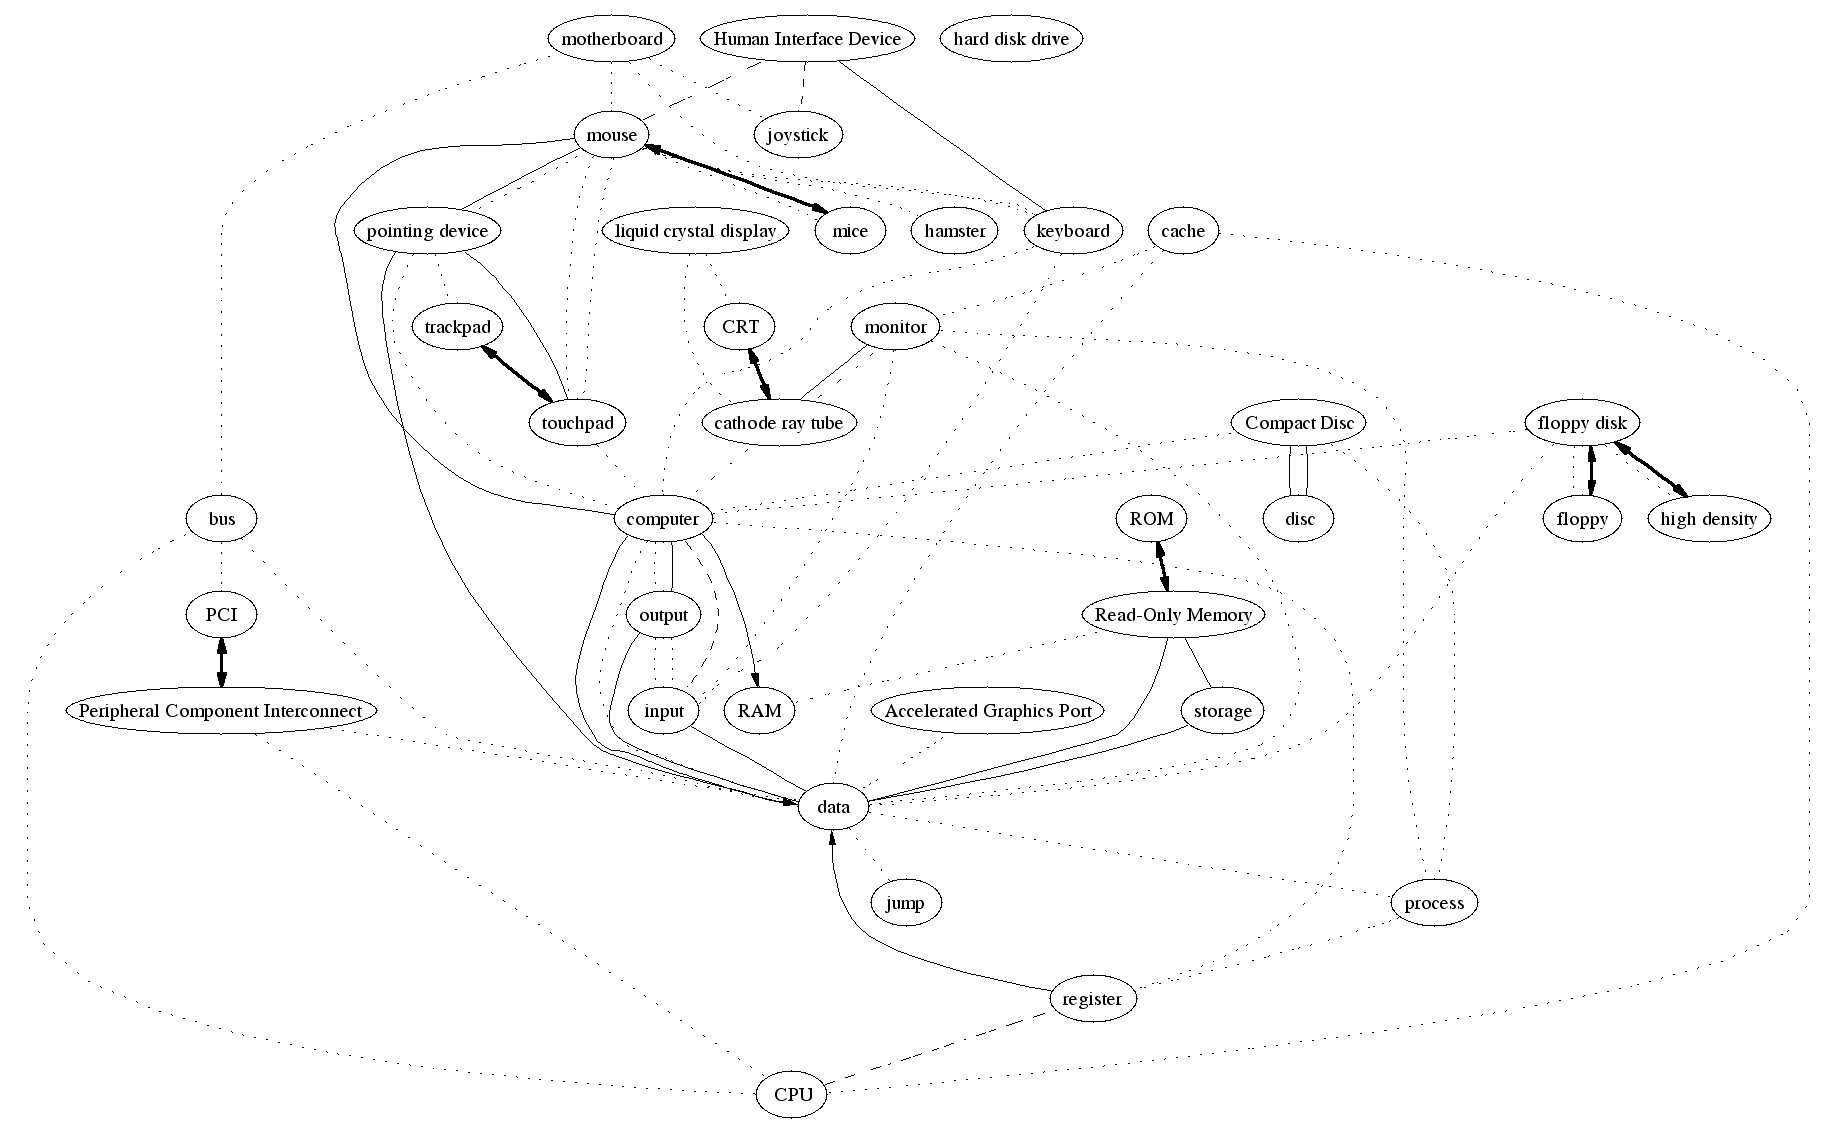 motherboard
Human Interface Device
hard disk drive
mouse
joystick
pointing device
liquid crystal display
mice
hamster
keyboard
cache
trackpad
CRT
monitor
touchpad
cathode ray tube
Compact Disc
floppy disk
bus
computer
ROM
disc
floppy
high density
PCI
output
Read-Only Memory
Peripheral Component Interconnect
input
RAM
Accelerated Graphics Port
storage
data
jump
process
register
CPU